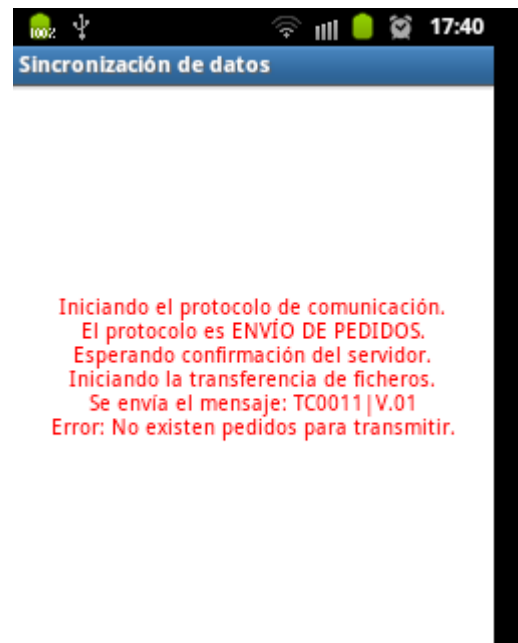 100%
17:40
Sincronización de datos
Iniciando el protocolo de comunicación.
El protocolo es ENVÍO DE PEDIDOS.
Esperando confirmación del servidor.
Iniciando la transferencia de ficheros.
Se envía el mensaje: TC0011|V.01
Error: No existen pedidos para transmitir.